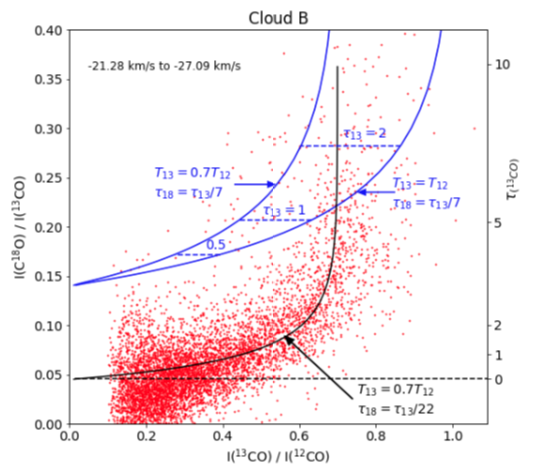 Cloud B
-21.28 km/s to -27.09 km/s
I(C¹⁸O) / I(¹³CO)
0.40
0.35
0.30
0.25
0.20
0.15
0.10
0.05
0.00
T₁₃ = 0.7T₁₂
τ₁₈ = τ₁₃/7
τ₁₃ = 2
τ₁₃ = 1
0.5
T₁₃ = T₁₂
τ₁₈ = τ₁₃/7
T₁₃ = 0.7T₁₂
τ₁₈ = τ₁₃/22
10
5
2
1
0
τ(¹³CO)
0.0 0.2 0.4 0.6 0.8 1.0
I(¹³CO) / I(¹²CO)